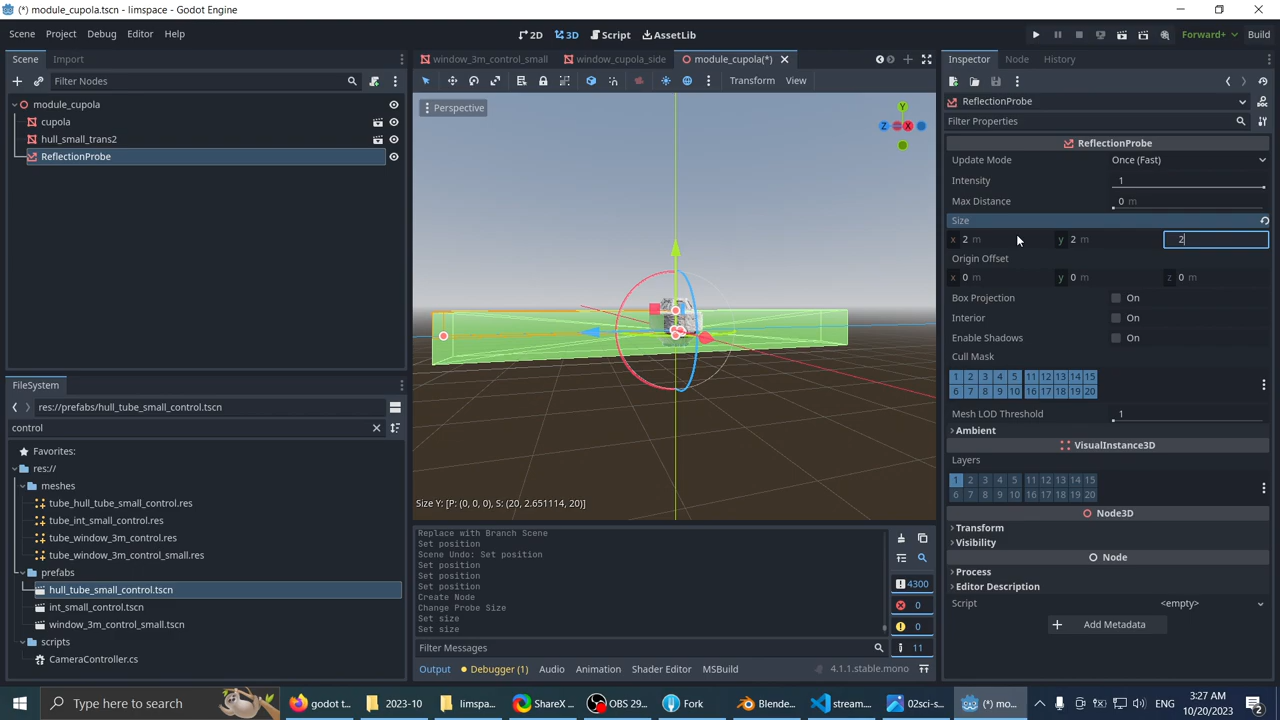 (*) module_cupola.tscn - limspace - Godot Engine
Scene Project Debug Editor Help
2D 3D Script AssetLib
Forward+ Build
Scene Import
Filter Nodes
module_cupola
cupola
hull_small_trans2
ReflectionProbe
window_3m_control_small window_cupola_side module_cupola(*)
Transform View
Perspective
Y
Z X
Size Y: [P: (0, 0, 0), S: (20, 2.651114, 20)]
Replace with Branch Scene
Set position
Scene Undo: Set position
Set position
Set position
Set position
Create Node
Change Probe Size
Set size
Set size
4300
0
0
11
Filter Messages
Output Debugger (1) Audio Animation Shader Editor MSBuild
4.1.1.stable.mono
FileSystem
res://prefabs/hull_tube_small_control.tscn
control
Favorites:
res://
meshes
tube_hull_tube_small_control.res
tube_int_small_control.res
tube_window_3m_control.res
tube_window_3m_control_small.res
prefabs
hull_tube_small_control.tscn
int_small_control.tscn
window_3m_control_small.tscn
scripts
CameraController.cs
Inspector Node History
ReflectionProbe
Filter Properties
ReflectionProbe
Update Mode Once (Fast)
Intensity 1
Max Distance 0 m
Size
x 2 m y 2 m 2
Origin Offset
x 0 m y 0 m z 0 m
Box Projection On
Interior On
Enable Shadows On
Cull Mask
1 2 3 4 5 11 12 13 14 15
6 7 8 9 10 16 17 18 19 20
Mesh LOD Threshold 1
Ambient
VisualInstance3D
Layers
1 2 3 4 5 11 12 13 14 15
6 7 8 9 10 16 17 18 19 20
Node3D
Transform
Visibility
Node
Process
Editor Description
Script <empty>
Add Metadata
Type here to search
godot t... 2023-10 limspa... ShareX ... OBS 29... Fork Blende... stream.... 02sci-s... (*) mo...
ENG
3:27 AM
10/20/2023
2